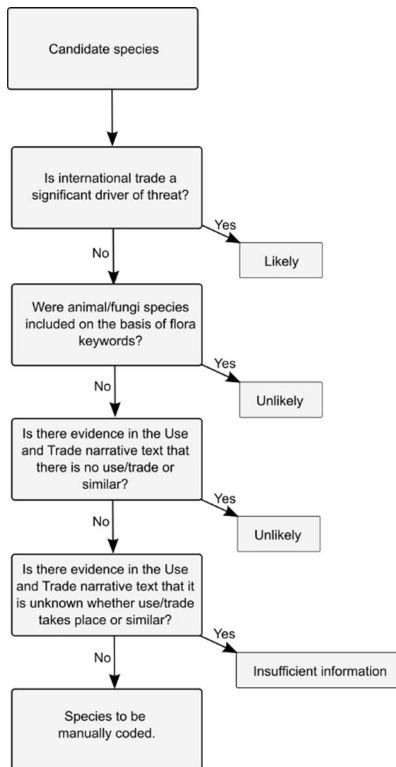 Candidate species
Is international trade a
significant driver of threat?
Yes
No
Likely
Were animal/fungi species
included on the basis of flora
keywords?
Yes
No
Unlikely
Is there evidence in the Use
and Trade narrative text that
there is no use/trade or
similar?
Yes
No
Unlikely
Is there evidence in the Use
and Trade narrative text that it
is unknown whether use/trade
takes place or similar?
Yes
No
Insufficient information
Species to be
manually coded.